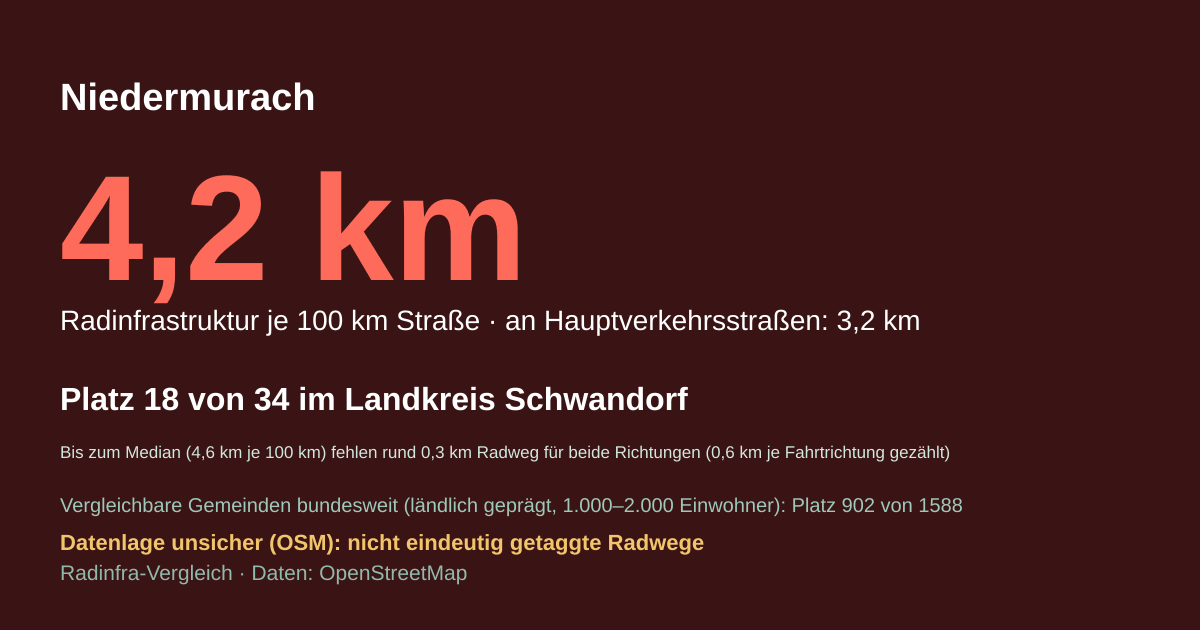 Niedermurach
4,2 km
Radinfrastruktur je 100 km Straße · an Hauptverkehrsstraßen: 3,2 km
Platz 18 von 34 im Landkreis Schwandorf
Bis zum Median (4,6 km je 100 km) fehlen rund 0,3 km Radweg für beide Richtungen (0,6 km je Fahrtrichtung gezählt)
Vergleichbare Gemeinden bundesweit (ländlich geprägt, 1.000–2.000 Einwohner): Platz 902 von 1588
Datenlage unsicher (OSM): nicht eindeutig getaggte Radwege
Radinfra-Vergleich · Daten: OpenStreetMap